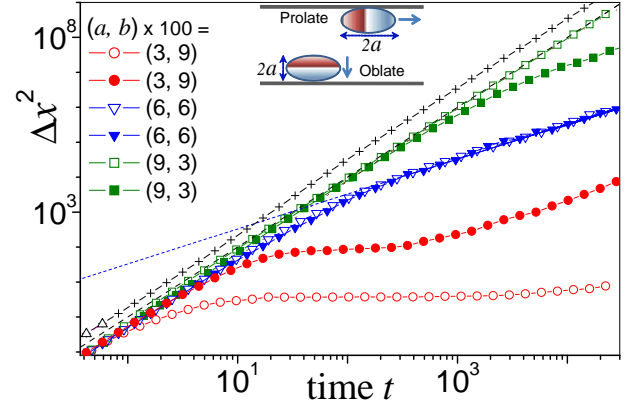 (a, b) x 100 =
(3, 9)
(3, 9)
(6, 6)
(6, 6)
(9, 3)
(9, 3)
Prolate
2a
2a
Oblate
10⁸
10³
Δx²
10¹
10³
time t